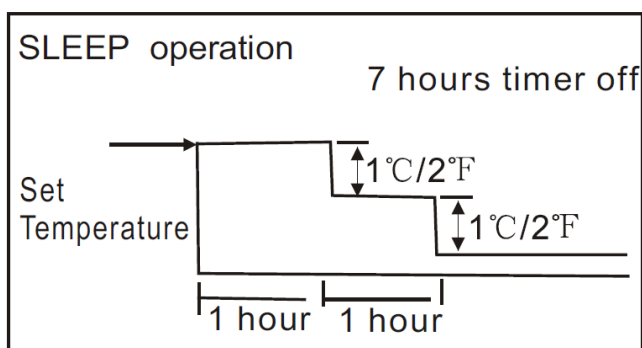 SLEEP operation
7 hours timer off
1℃/2℉
Set
Temperature
1℃/2℉
1 hour
1 hour